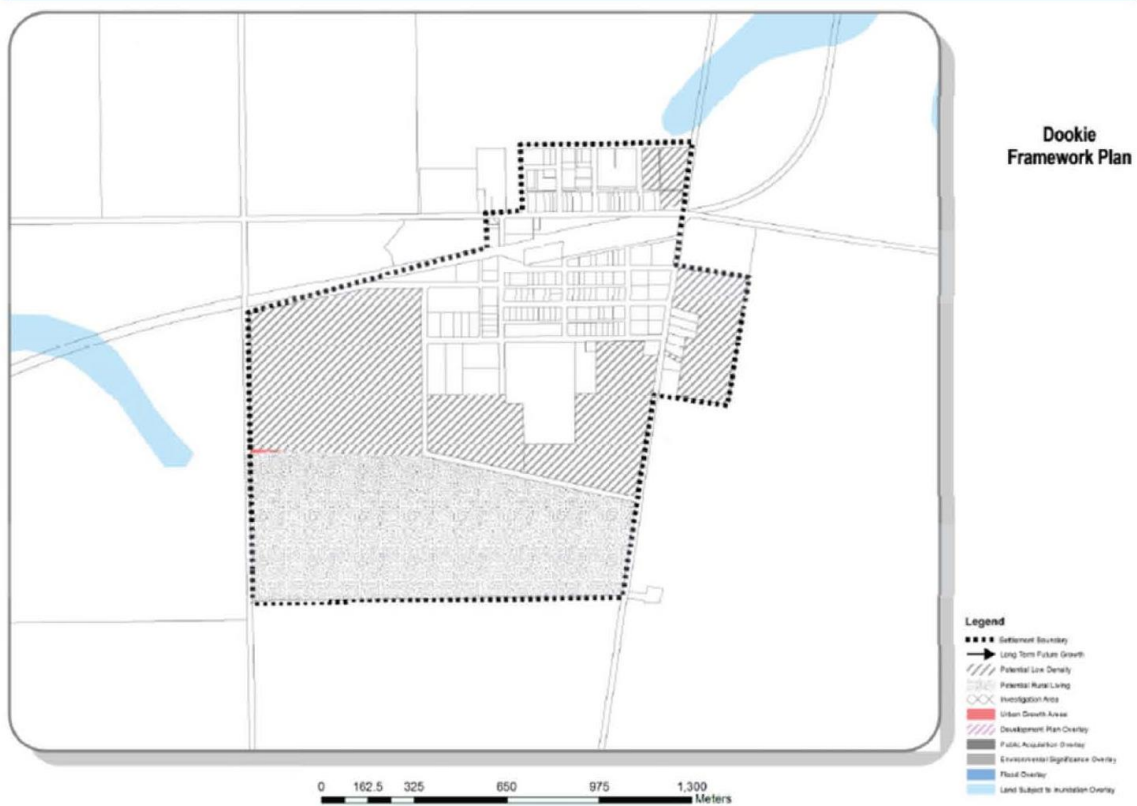 Dookie
Framework Plan
Legend
Settlement Boundary
Long Term Future Growth
Potential Low Density
Potential Rural Living
Investigation Area
Urban Growth Areas
Development Plan Overlay
Public Acquisition Overlay
Environmental Significance Overlay
Flood Overlay
Land Subject to Inundation Overlay
0 162.5 325 650 975 1,300
Meters